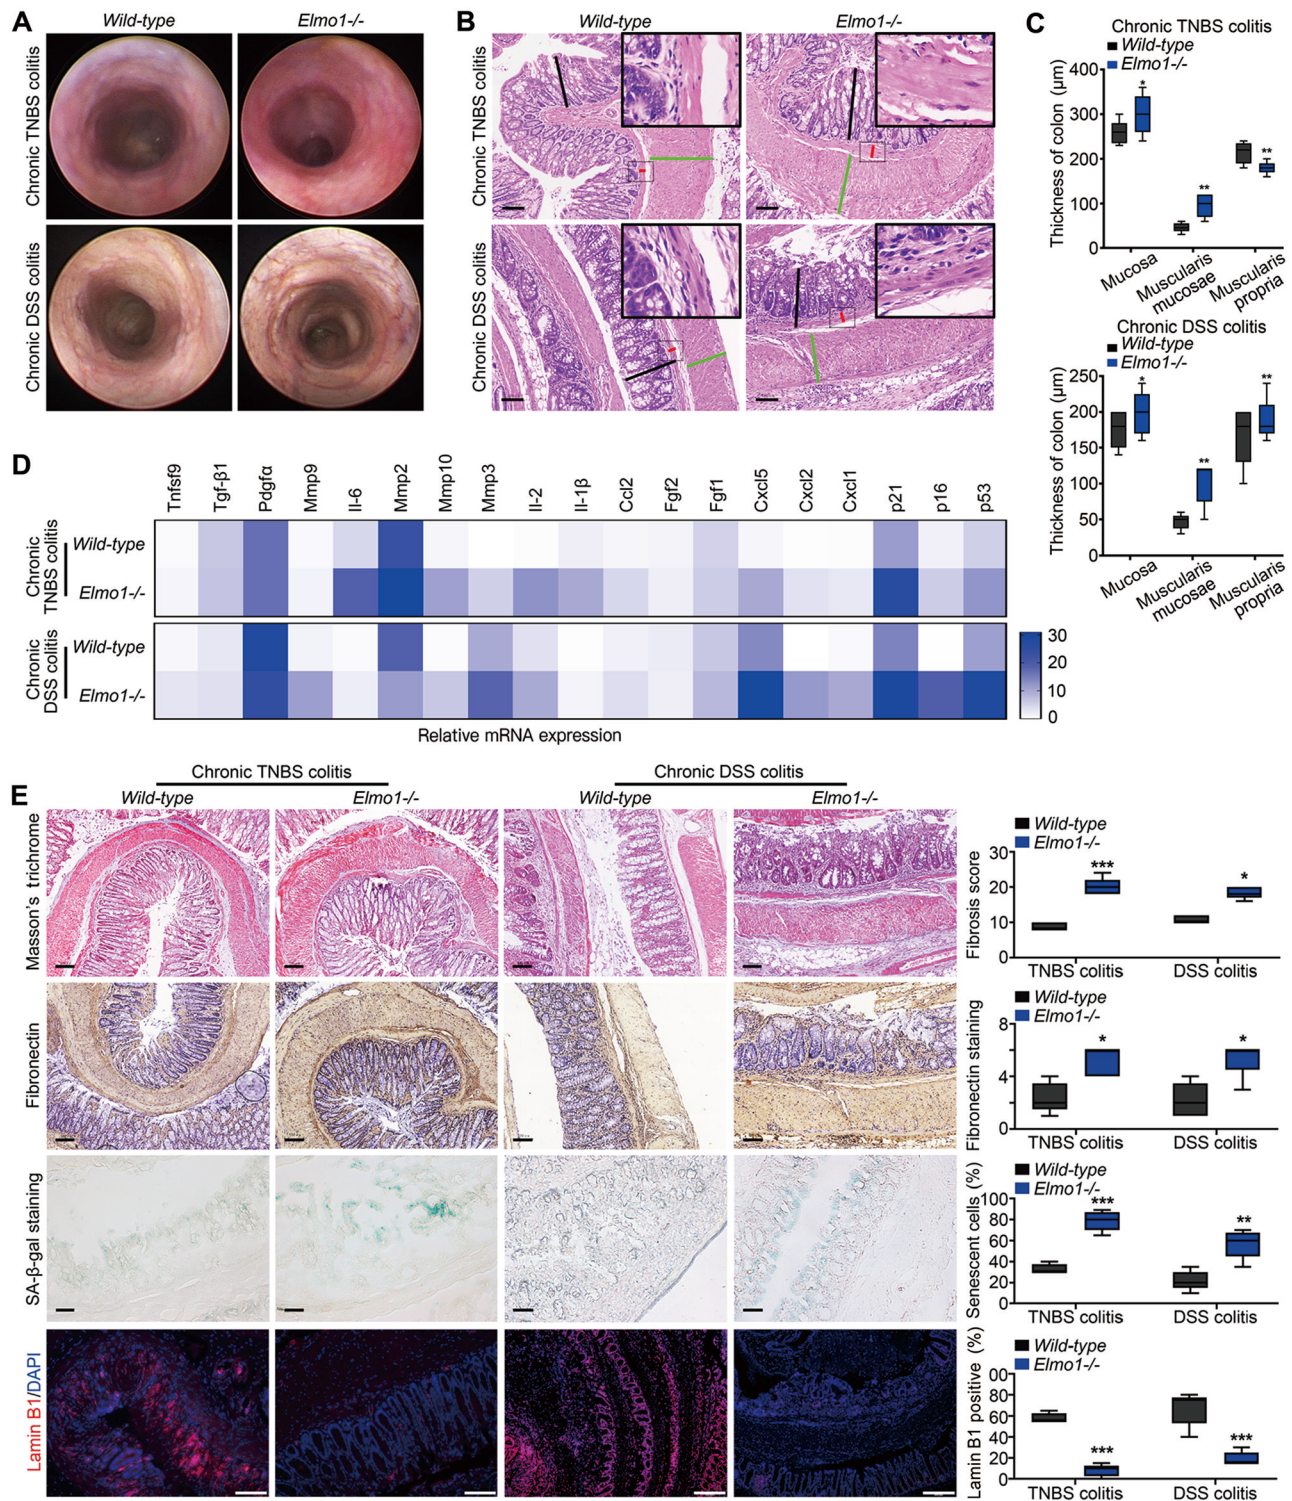 A
Wild-type
Elmo1-/-
Chronic TNBS colitis
Chronic DSS colitis
B
Wild-type
Elmo1-/-
Chronic TNBS colitis
Chronic DSS colitis
C
Chronic TNBS colitis
Wild-type
Elmo1-/-
Thickness of colon (μm)
400
300
200
100
0
*
**
**
Mucosa
Muscularis mucosae
Muscularis propria
Chronic DSS colitis
Wild-type
Elmo1-/-
Thickness of colon (μm)
250
200
150
100
50
0
*
**
**
Mucosa
Muscularis mucosae
Muscularis propria
D
Tnfsf9
Tgf-β1
Pdgfα
Mmp9
Il-6
Mmp2
Mmp10
Mmp3
Il-2
Il-1β
Ccl2
Fgf2
Fgf1
Cxcl5
Cxcl2
Cxcl1
p21
p16
p53
Chronic TNBS colitis
Wild-type
Elmo1-/-
Chronic DSS colitis
Wild-type
Elmo1-/-
30
20
10
0
Relative mRNA expression
E
Chronic TNBS colitis
Chronic DSS colitis
Wild-type
Elmo1-/-
Wild-type
Elmo1-/-
Masson's trichrome
Fibronectin
SA-β-gal staining
Lamin B1/DAPI
Wild-type
Elmo1-/-
Fibrosis score
30
20
10
0
***
*
TNBS colitis
DSS colitis
Wild-type
Elmo1-/-
Fibronectin staining
8
4
0
*
*
TNBS colitis
DSS colitis
Wild-type
Elmo1-/-
Senescent cells (%)
100
80
60
40
20
0
***
**
TNBS colitis
DSS colitis
Wild-type
Elmo1-/-
Lamin B1 positive (%)
00
80
60
40
20
0
***
***
TNBS colitis
DSS colitis